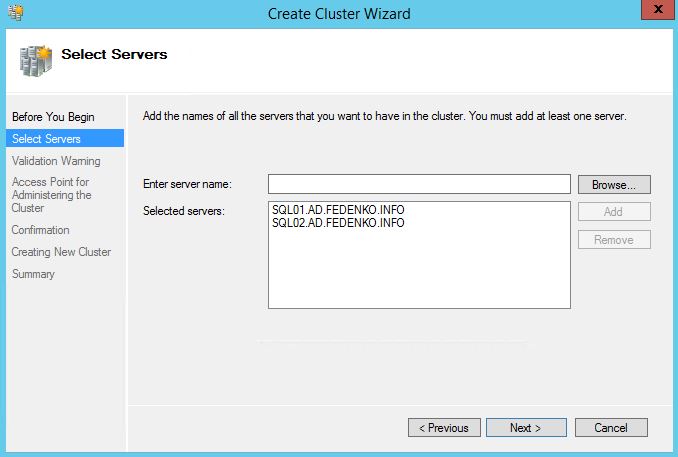 Create Cluster Wizard
x
Select Servers
Before You Begin
Select Servers
Validation Warning
Access Point for
Administering the
Cluster
Confirmation
Creating New Cluster
Summary
Add the names of all the servers that you want to have in the cluster. You must add at least one server.
Enter server name:
Browse...
Selected servers:
SQL01.AD.FEDENKO.INFO
SQL02.AD.FEDENKO.INFO
Add
Remove
< Previous
Next >
Cancel